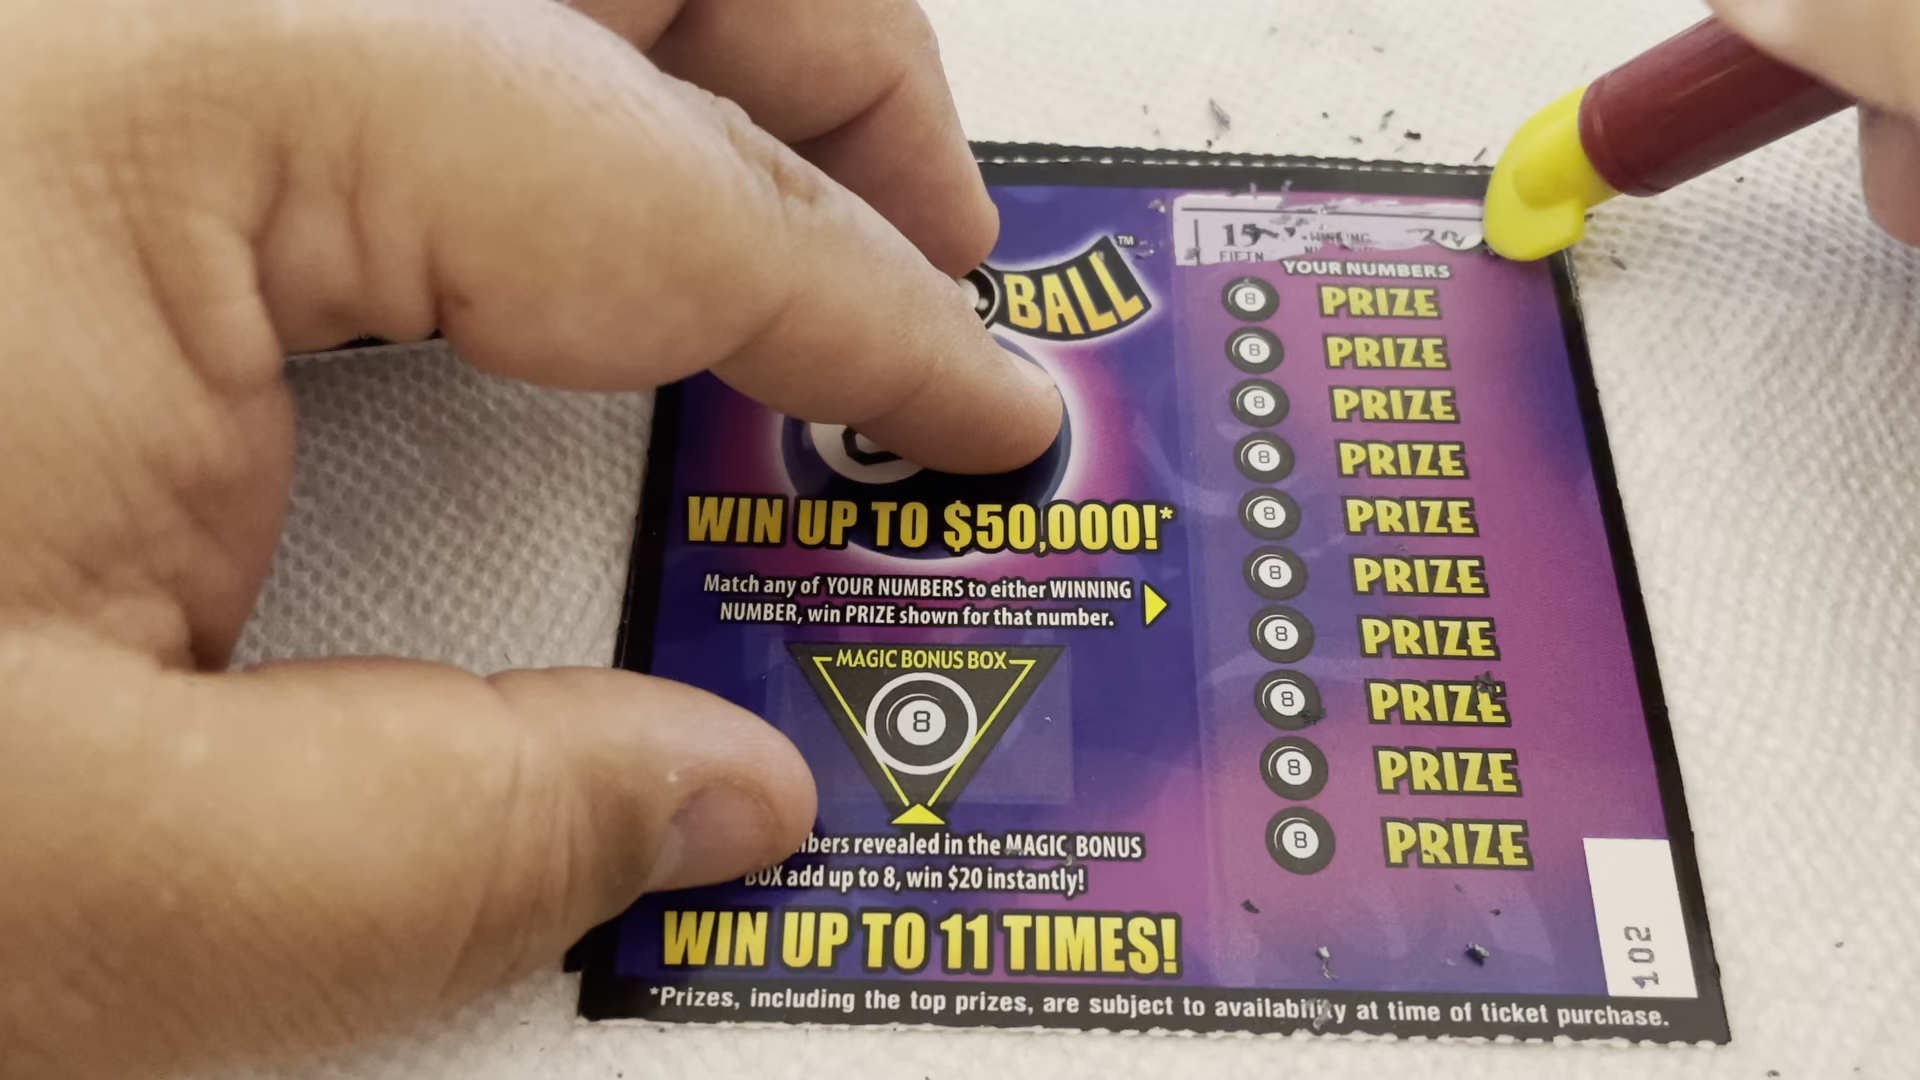 BALL™
15
YOUR NUMBERS
8 PRIZE
8 PRIZE
8 PRIZE
8 PRIZE
8 PRIZE
8 PRIZE
8 PRIZE
8 PRIZE
8 PRIZE
8 PRIZE
WIN UP TO $50,000!*
Match any of YOUR NUMBERS to either WINNING
NUMBER, win PRIZE shown for that number.
MAGIC BONUS BOX
8
revealed in the MAGIC BONUS
BOX add up to 8, win $20 instantly!
WIN UP TO 11 TIMES!
*Prizes, including the top prizes, are subject to availability at time of ticket purchase.
102